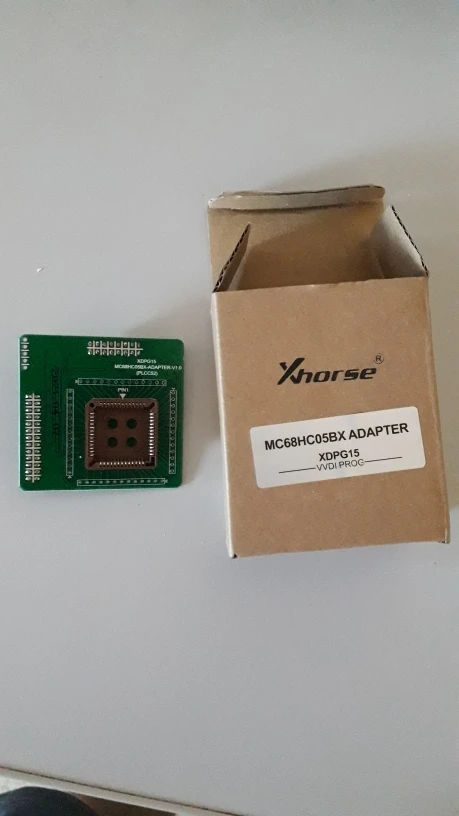 XDPG15
MC68HC05BX-ADAPTER-V1.0
(PLCC52)
PIN1
Xhorse®
MC68HC05BX ADAPTER
XDPG15
VVDI PROG